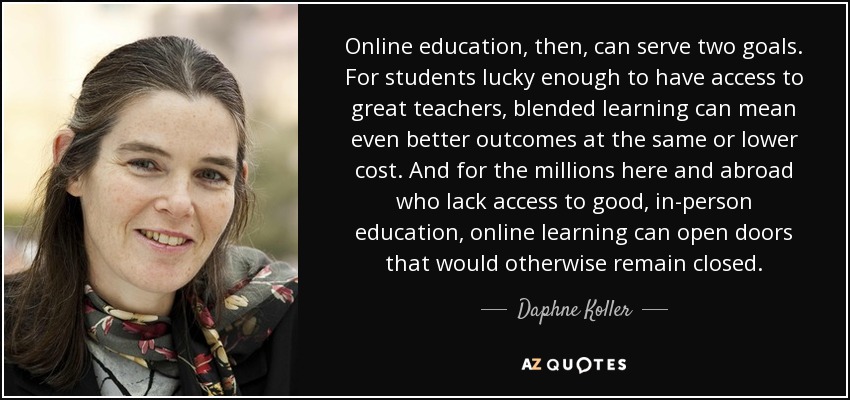 Online education, then, can serve two goals.
For students lucky enough to have access to
great teachers, blended learning can mean
even better outcomes at the same or lower
cost. And for the millions here and abroad
who lack access to good, in-person
education, online learning can open doors
that would otherwise remain closed.
Daphne Koller
AZ QUOTES